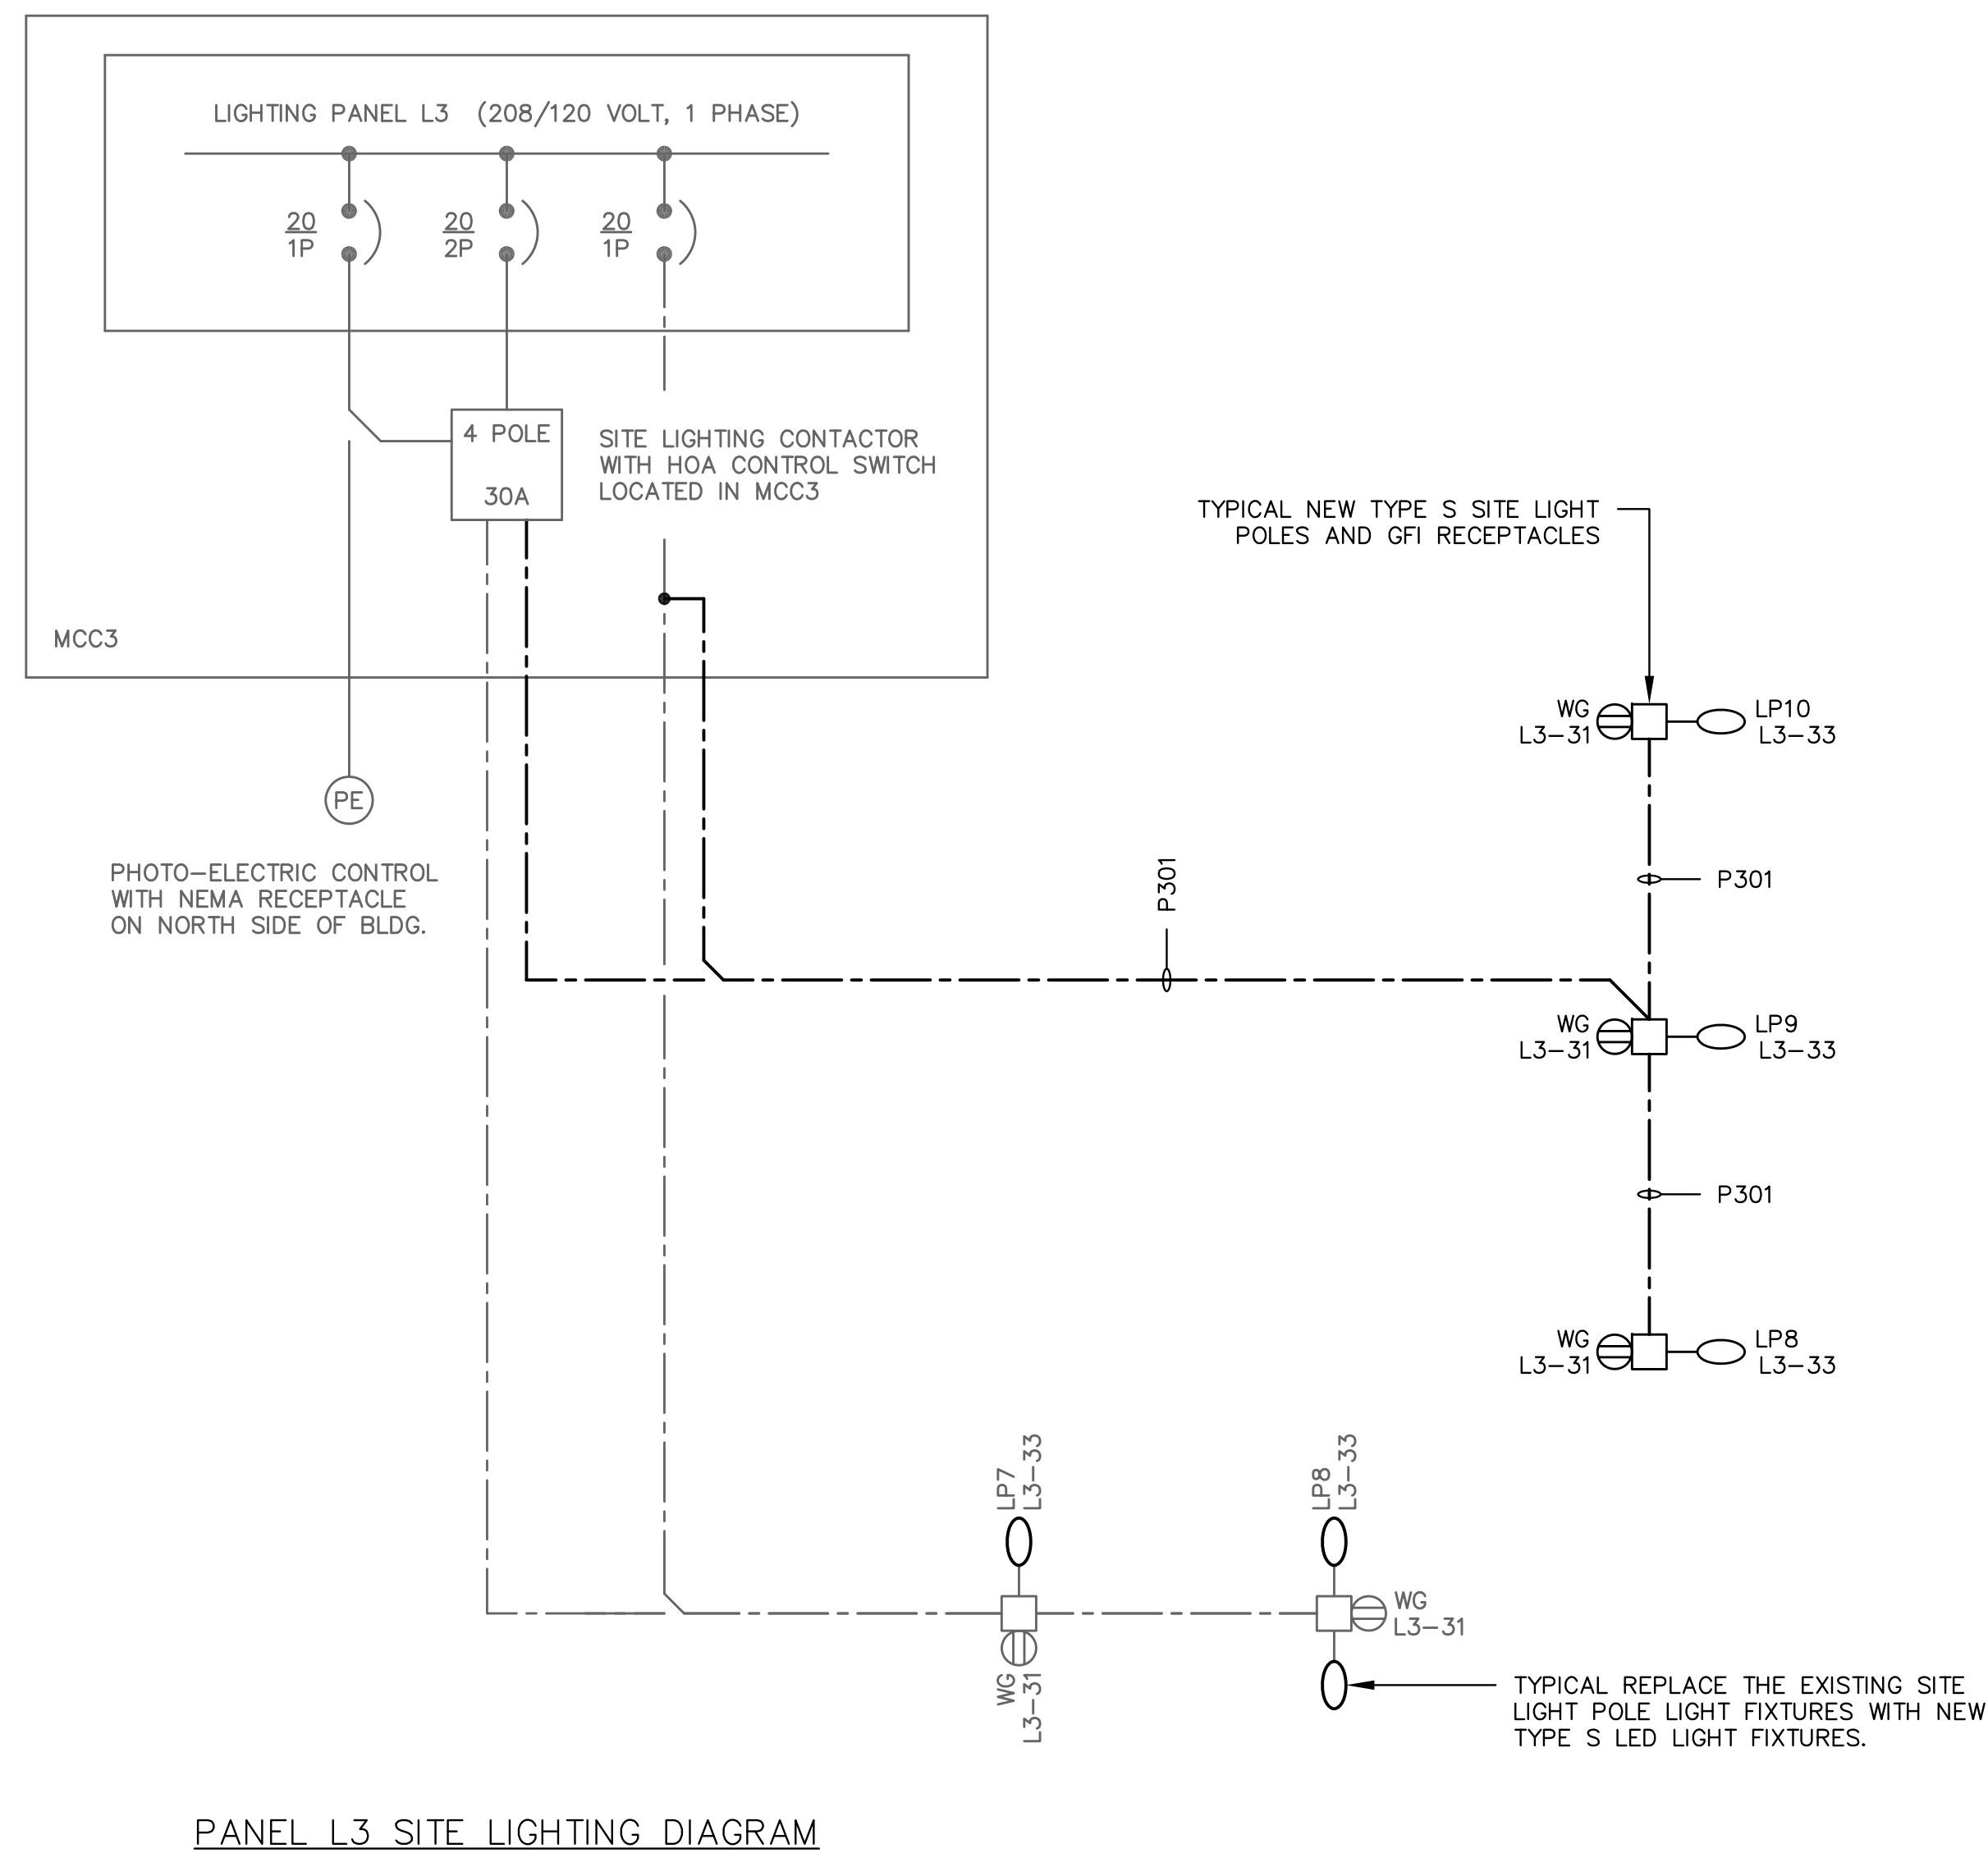 LIGHTING PANEL L3 (208/120 VOLT, 1 PHASE)
20
1P
20
2P
20
1P
4 POLE
30A
SITE LIGHTING CONTACTOR
WITH HOA CONTROL SWITCH
LOCATED IN MCC3
MCC3
PE
PHOTO-ELECTRIC CONTROL
WITH NEMA RECEPTACLE
ON NORTH SIDE OF BLDG.
TYPICAL NEW TYPE S SITE LIGHT
POLES AND GFI RECEPTACLES
WG
L3-31
LP10
L3-33
P301
P301
WG
L3-31
LP9
L3-33
P301
WG
L3-31
LP8
L3-33
LP7
L3-33
WG
L3-31
LP8
L3-33
WG
L3-31
TYPICAL REPLACE THE EXISTING SITE
LIGHT POLE LIGHT FIXTURES WITH NEW
TYPE S LED LIGHT FIXTURES.
PANEL L3 SITE LIGHTING DIAGRAM